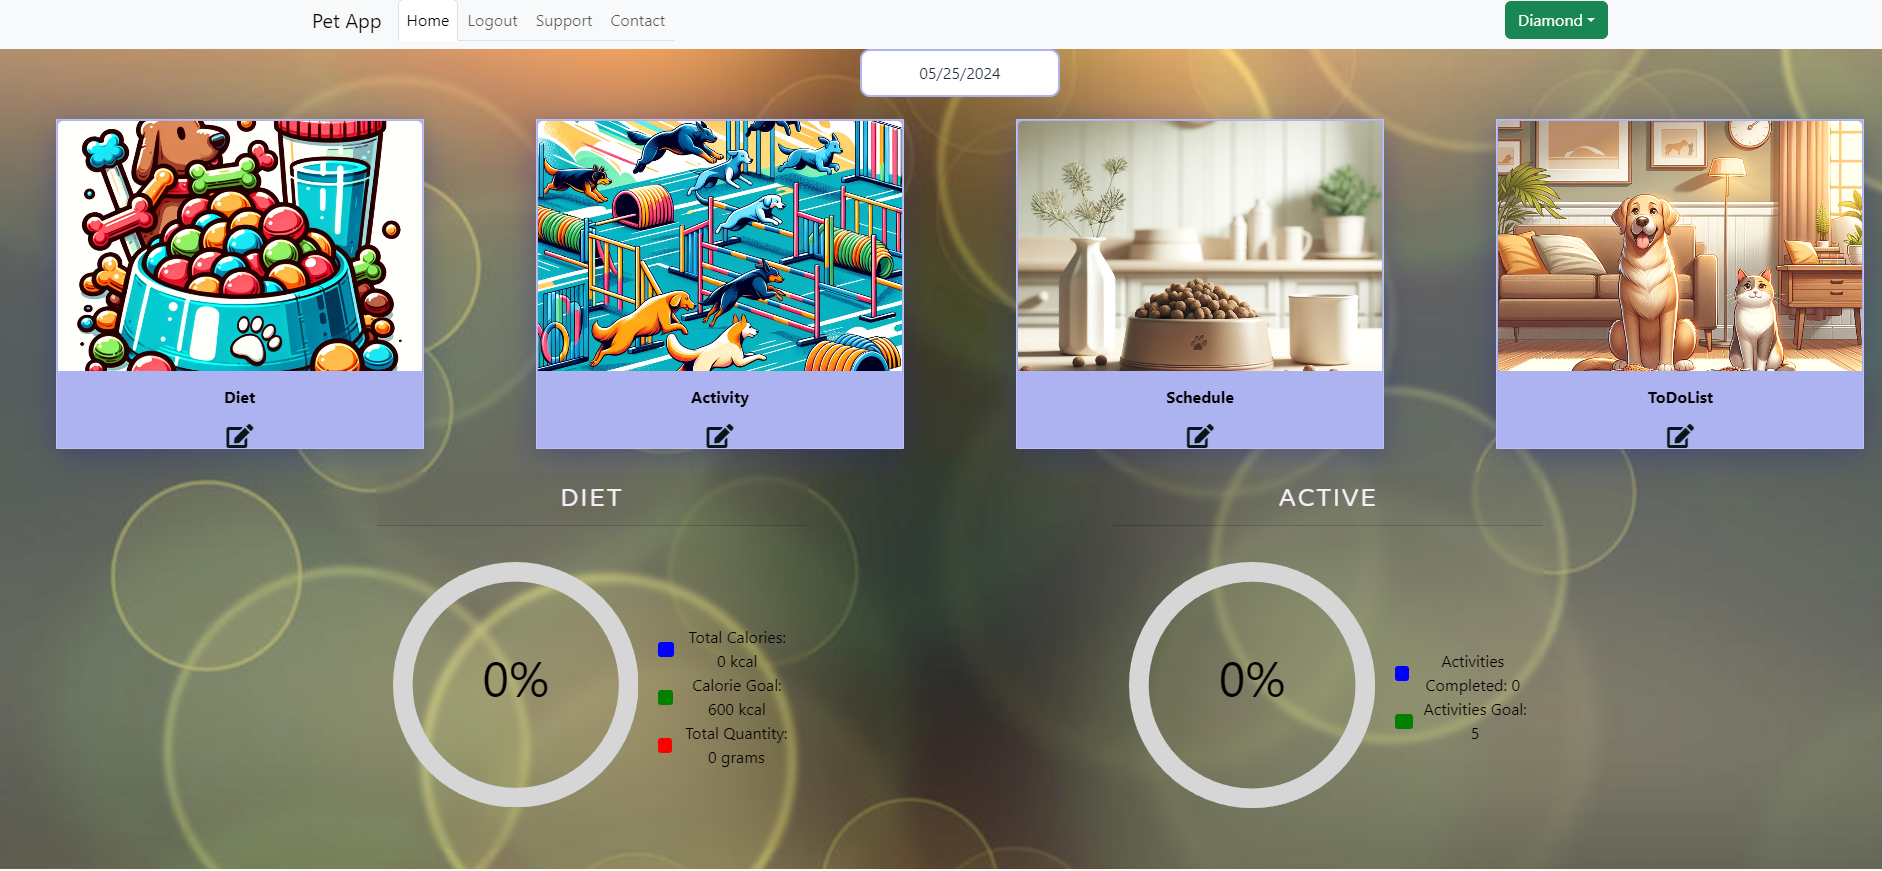 Pet App Home Logout Support Contact Diamond
05/25/2024
Diet Activity Schedule ToDoList
DIET
0%
Total Calories:
0 kcal
Calorie Goal:
600 kcal
Total Quantity:
0 grams
ACTIVE
0%
Activities
Completed: 0
Activities Goal:
5